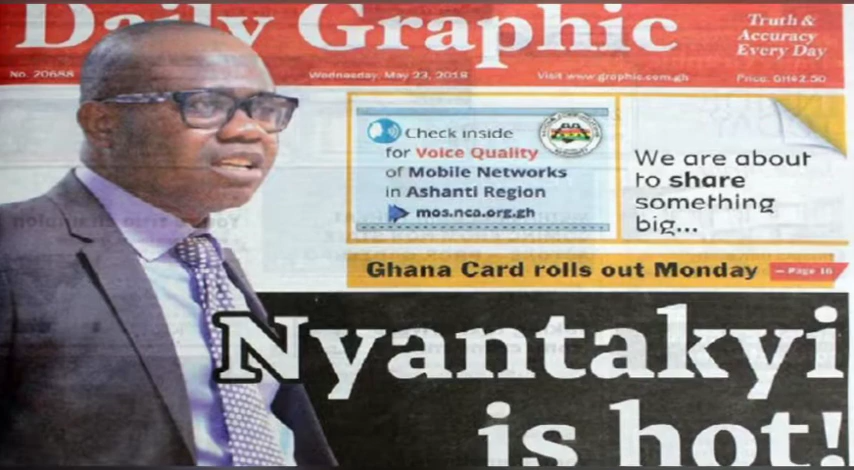 Daily Graphic
Truth &
Accuracy
Every Day
No. 20688
Wednesday, May 23, 2018
Visit www.graphic.com.gh
Price: GH¢2.50
Check inside
for Voice Quality
of Mobile Networks
in Ashanti Region
mos.nca.org.gh
We are about
to share
something
big...
Ghana Card rolls out Monday
— Page 16
Nyantakyi
is hot!